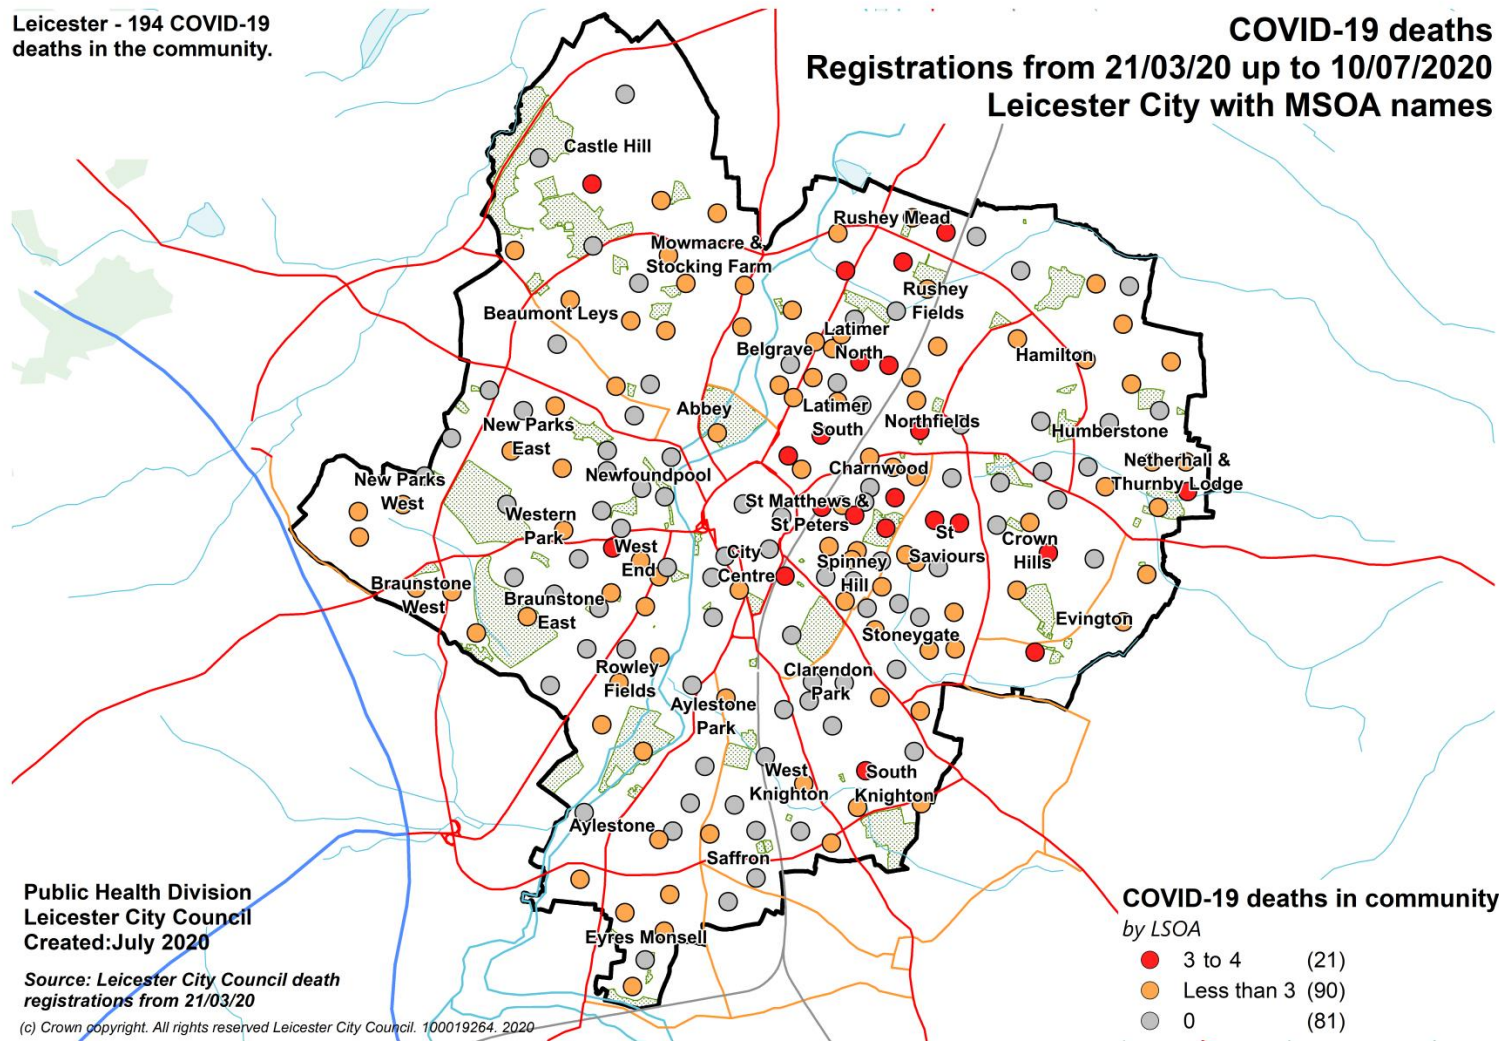 Leicester - 194 COVID-19
deaths in the community.
COVID-19 deaths
Registrations from 21/03/20 up to 10/07/2020
Leicester City with MSOA names
Castle Hill
Rushey Mead
Mowmacre &
Stocking Farm
Rushey
Fields
Beaumont Leys
Latimer
North
Belgrave
Hamilton
Abbey
Latimer
South
Northfields
New Parks
East
Humberstone
Newfoundpool
Charnwood
Netherhall &
Thurnby Lodge
New Parks
West
St Matthews &
St Peters
Western
Park
West
End
City
Centre
St
Saviours
Crown
Hills
Spinney
Hill
Braunstone
West
Braunstone
East
Evington
Stoneygate
Rowley
Fields
Clarendon
Park
Aylestone
Park
West
Knighton
South
Knighton
Aylestone
Saffron
Eyres Monsell
Public Health Division
Leicester City Council
Created:July 2020
Source: Leicester City Council death
registrations from 21/03/20
(c) Crown copyright. All rights reserved Leicester City Council. 100019264. 2020
COVID-19 deaths in community
by LSOA
3 to 4 (21)
Less than 3 (90)
0 (81)